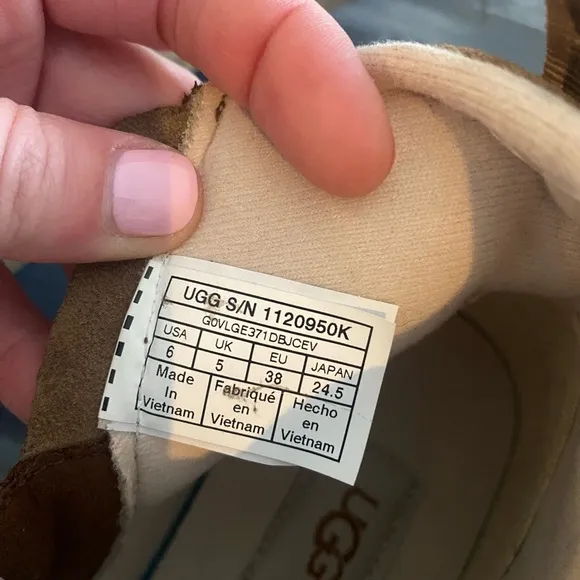 UGG S/N 1120950K
G0VLGE371DBJCEV
USA UK EU JAPAN
6 5 38 24.5
Made In Vietnam
Fabriqué en Vietnam
Hecho en Vietnam
UGG